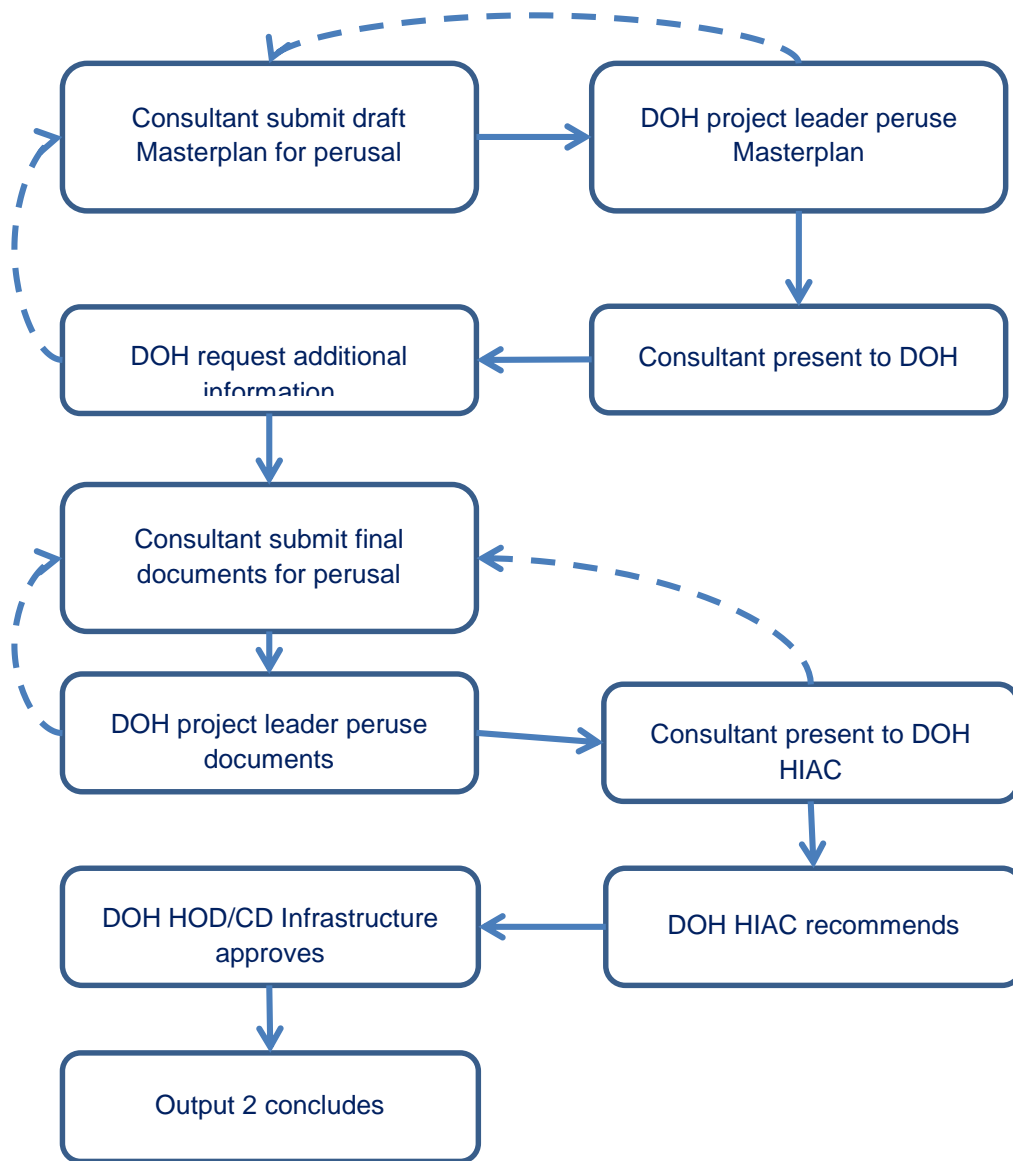 Consultant submit draft
Masterplan for perusal
DOH project leader peruse
Masterplan
Consultant present to DOH
DOH request additional
information
Consultant submit final
documents for perusal
DOH project leader peruse
documents
Consultant present to DOH
HIAC
DOH HIAC recommends
DOH HOD/CD Infrastructure
approves
Output 2 concludes